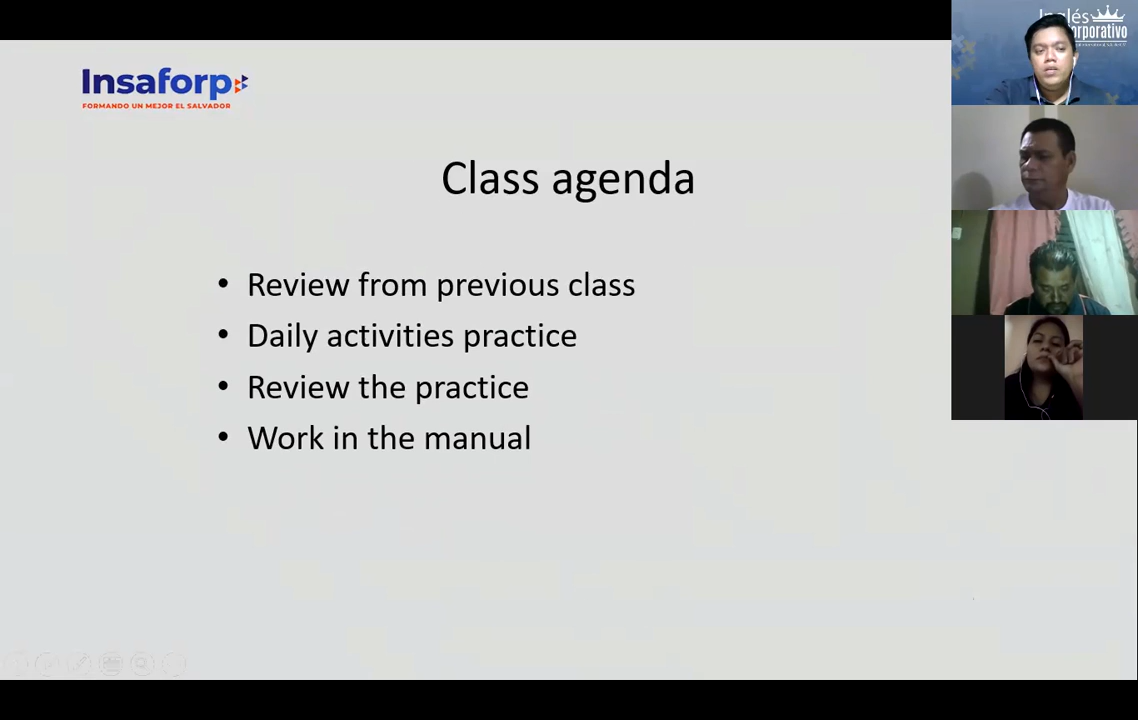 Insaforp
FORMANDO UN MEJOR EL SALVADOR
Class agenda
• Review from previous class
• Daily activities practice
• Review the practice
• Work in the manual
Inglés